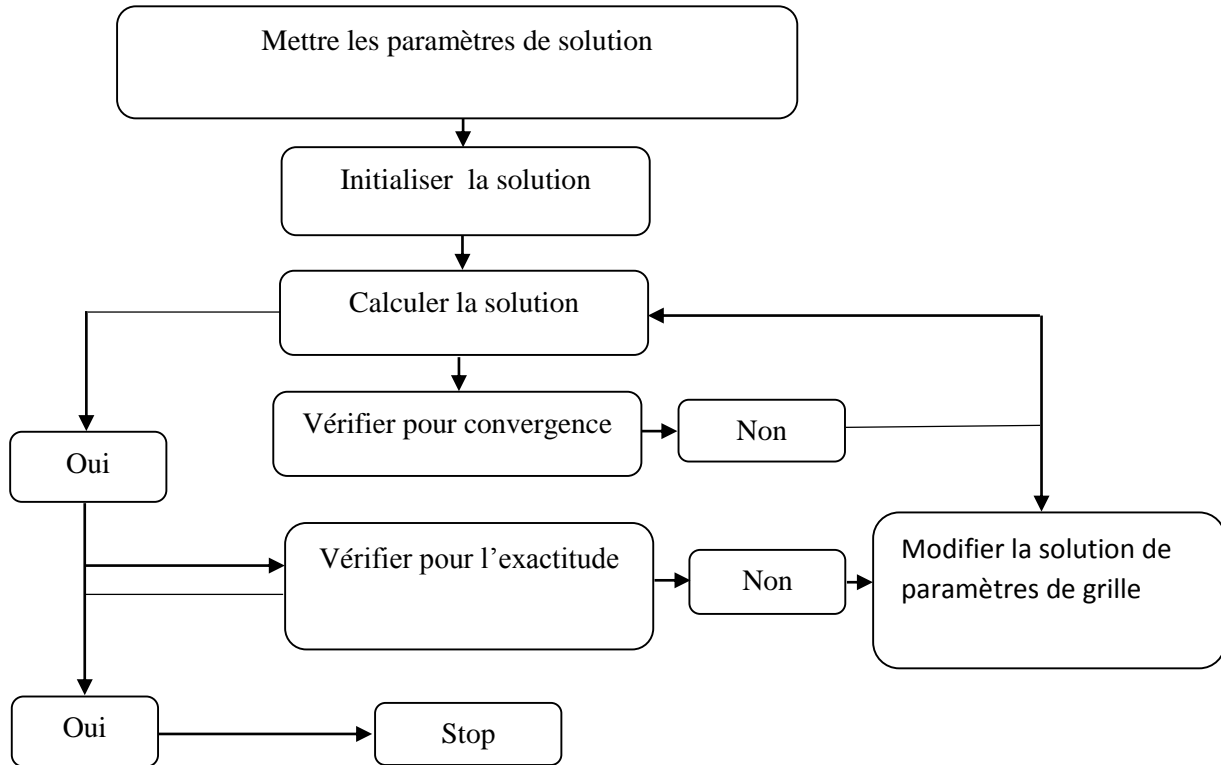 Mettre les paramètres de solution
Initialiser la solution
Calculer la solution
Vérifier pour convergence
Non
Oui
Vérifier pour l’exactitude
Non
Modifier la solution de
paramètres de grille
Oui
Stop